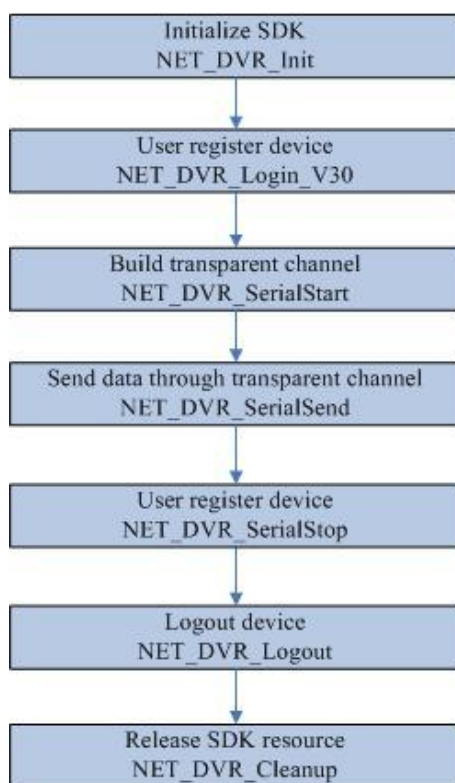 Initialize SDK
NET_DVR_Init
User register device
NET_DVR_Login_V30
Build transparent channel
NET_DVR_SerialStart
Send data through transparent channel
NET_DVR_SerialSend
User register device
NET_DVR_SerialStop
Logout device
NET_DVR_Logout
Release SDK resource
NET_DVR_Cleanup